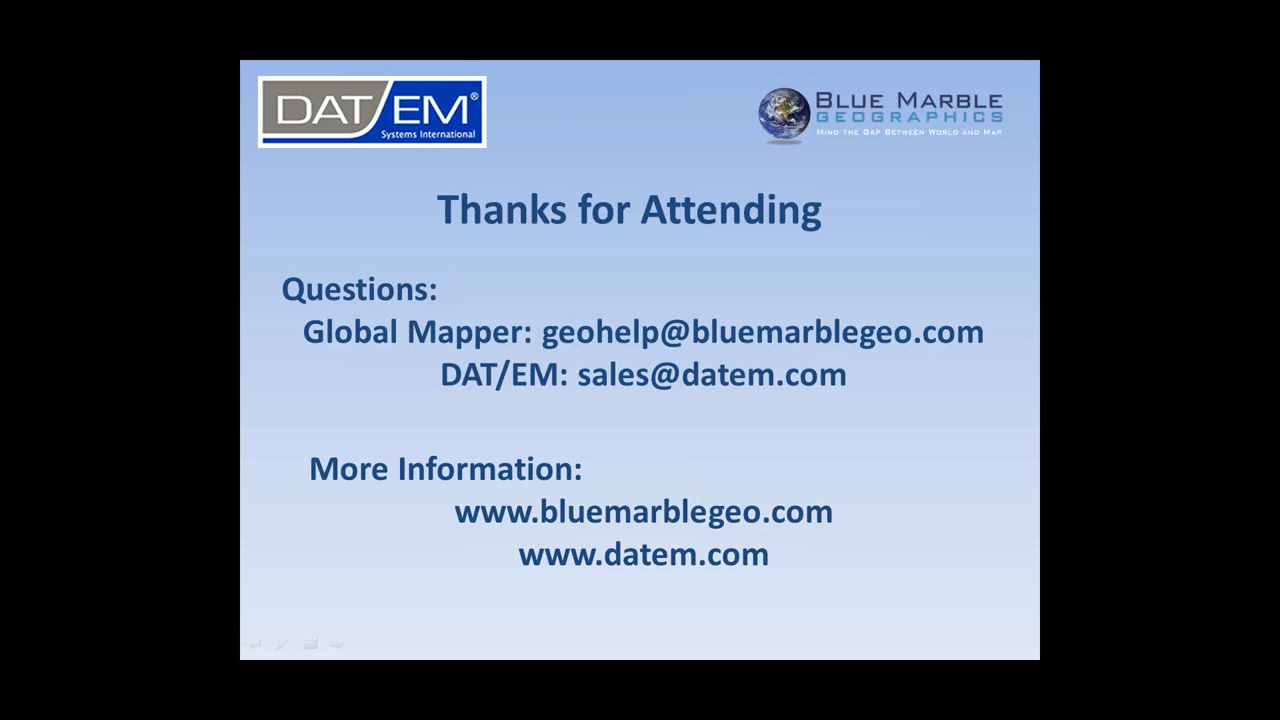 DAT/EM®
Systems International
BLUE MARBLE
GEOGRAPHICS
MIND THE GAP BETWEEN WORLD AND MAP
Thanks for Attending
Questions:
Global Mapper: geohelp@bluemarblegeo.com
DAT/EM: sales@datem.com
More Information:
www.bluemarblegeo.com
www.datem.com